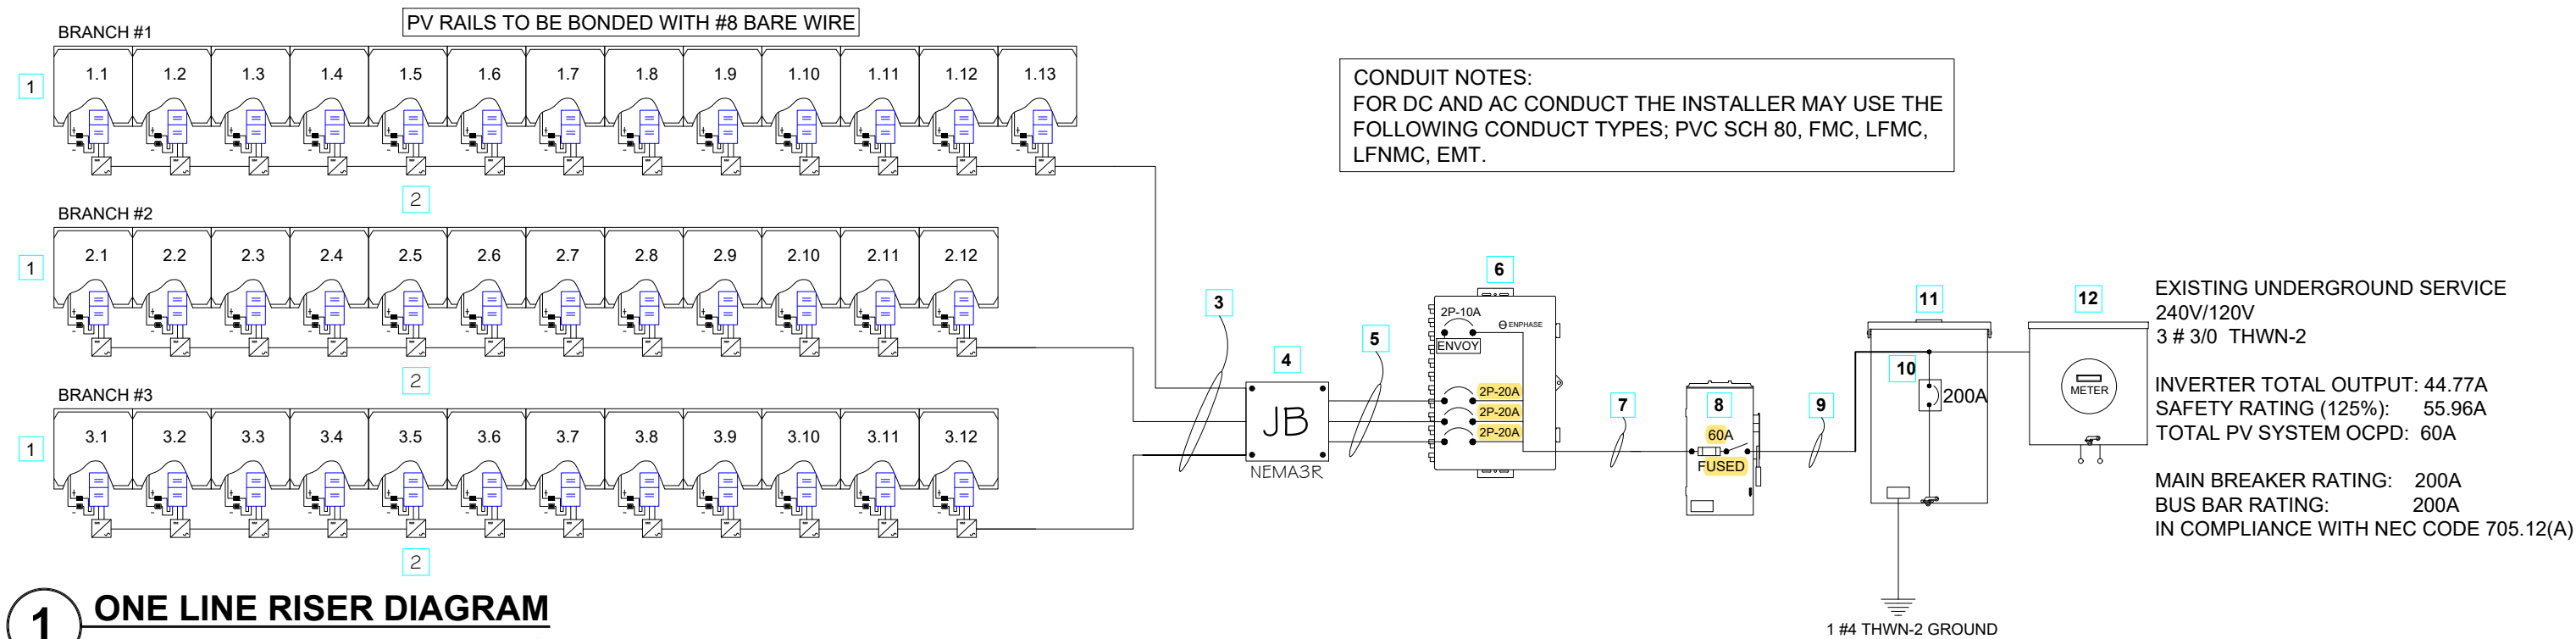 PV RAILS TO BE BONDED WITH #8 BARE WIRE
BRANCH #1
1
1.1 1.2 1.3 1.4 1.5 1.6 1.7 1.8 1.9 1.10 1.11 1.12 1.13
2
BRANCH #2
1
2.1 2.2 2.3 2.4 2.5 2.6 2.7 2.8 2.9 2.10 2.11 2.12
2
BRANCH #3
1
3.1 3.2 3.3 3.4 3.5 3.6 3.7 3.8 3.9 3.10 3.11 3.12
2
CONDUIT NOTES:
FOR DC AND AC CONDUCT THE INSTALLER MAY USE THE
FOLLOWING CONDUCT TYPES; PVC SCH 80, FMC, LFMC,
LFNMC, EMT.
3
4
JB
NEMA3R
5
6
2P-10A
ENPHASE
ENVOY
2P-20A
2P-20A
2P-20A
7
8
60A
FUSED
9
11
10
200A
1 #4 THWN-2 GROUND
12
METER
EXISTING UNDERGROUND SERVICE
240V/120V
3 # 3/0 THWN-2
INVERTER TOTAL OUTPUT: 44.77A
SAFETY RATING (125%): 55.96A
TOTAL PV SYSTEM OCPD: 60A
MAIN BREAKER RATING: 200A
BUS BAR RATING: 200A
IN COMPLIANCE WITH NEC CODE 705.12(A)
1
ONE LINE RISER DIAGRAM